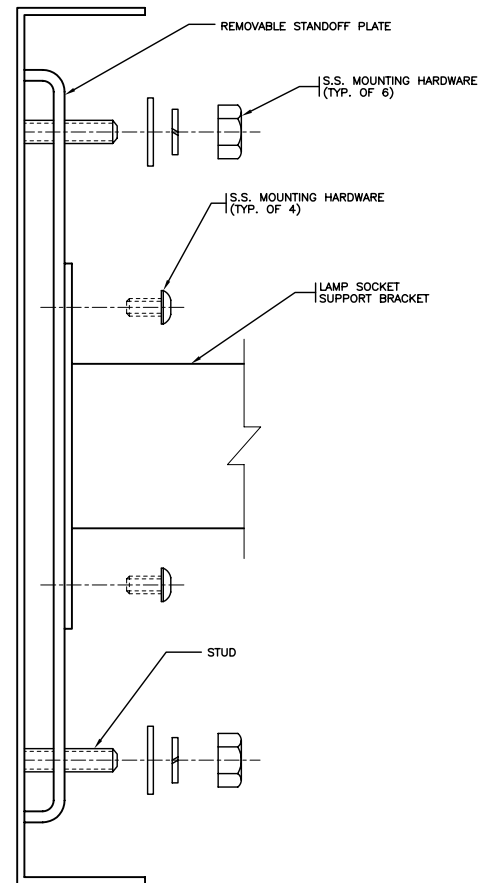 REMOVABLE STANDOFF PLATE
S.S. MOUNTING HARDWARE
(TYP. OF 6)
S.S. MOUNTING HARDWARE
(TYP. OF 4)
LAMP SOCKET
SUPPORT BRACKET
STUD